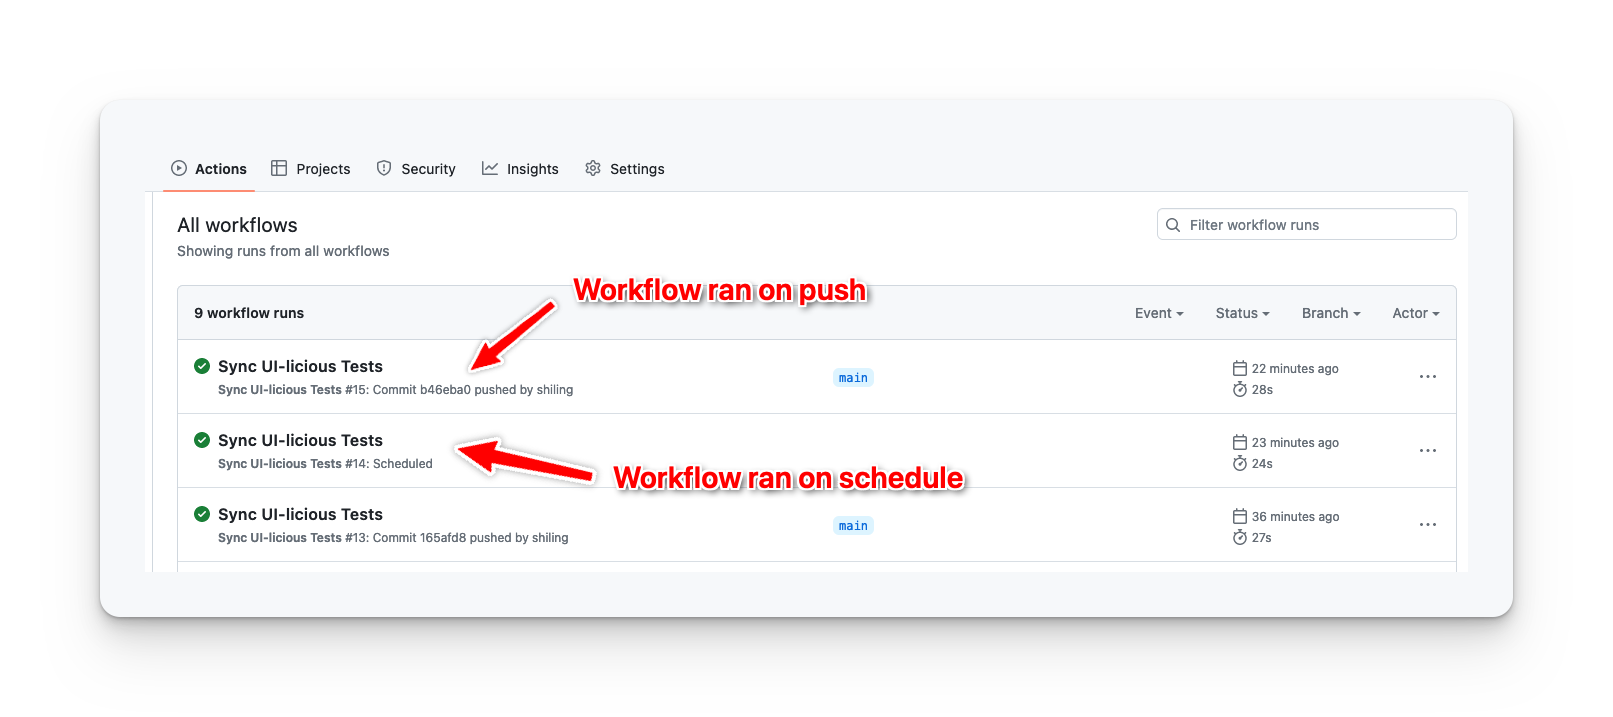 Actions Projects Security Insights Settings
All workflows
Filter workflow runs
Showing runs from all workflows
Workflow ran on push
9 workflow runs
Event Status Branch Actor
Sync UI-licious Tests
Sync UI-licious Tests #15: Commit b46eba0 pushed by shiling
main
22 minutes ago
28s
Sync UI-licious Tests
Sync UI-licious Tests #14: Scheduled
23 minutes ago
24s
Workflow ran on schedule
Sync UI-licious Tests
Sync UI-licious Tests #13: Commit 165afd8 pushed by shiling
main
36 minutes ago
27s